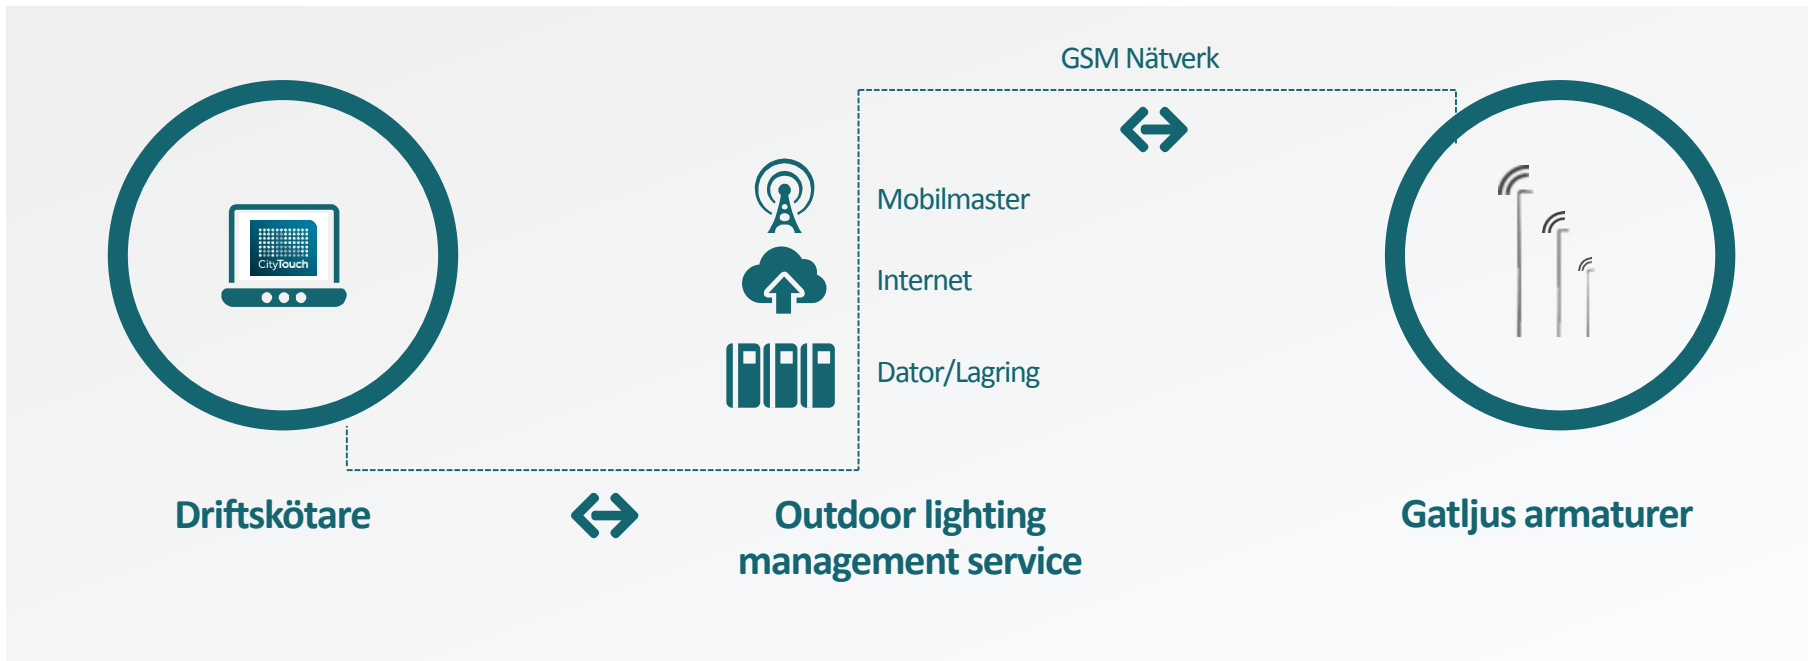 GSM Nätverk
Mobilmaster
CityTouch
Internet
Dator/Lagring
Driftskötare
Outdoor lighting
management service
Gatljus armaturer